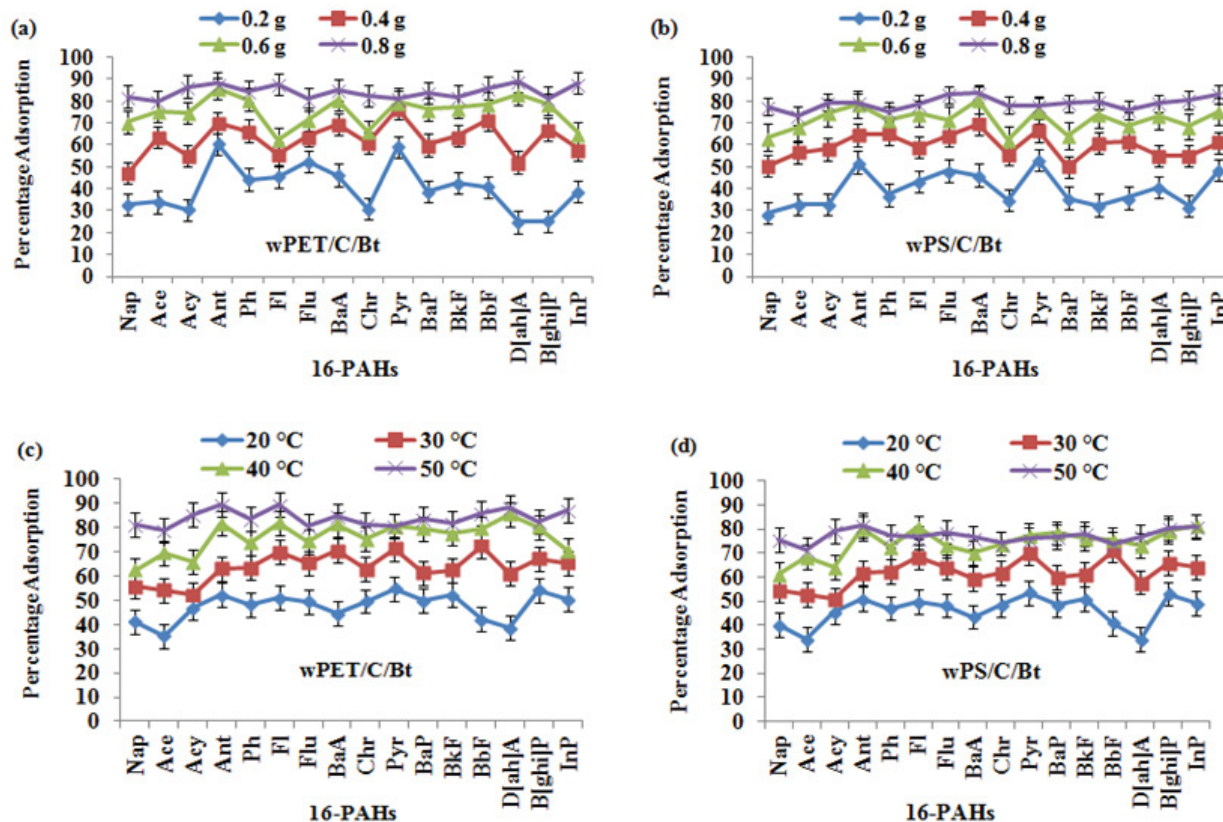 (a)
0.2 g
0.4 g
0.6 g
0.8 g
Percentage Adsorption
100
90
80
70
60
50
40
30
20
10
0
wPET/C/Bt
Nap
Ace
Acy
Ant
Ph
Fl
Flu
BaA
Chr
Pyr
BaP
BkF
BbF
D[ah]A
B[ghi]P
InP
16-PAHs
(b)
0.2 g
0.4 g
0.6 g
0.8 g
Percentage Adsorption
100
90
80
70
60
50
40
30
20
10
0
wPS/C/Bt
Nap
Ace
Acy
Ant
Ph
Fl
Flu
BaA
Chr
Pyr
BaP
BkF
BbF
D[ah]A
B[ghi]P
InP
16-PAHs
(c)
20 °C
30 °C
40 °C
50 °C
Percentage Adsorption
100
90
80
70
60
50
40
30
20
10
0
wPET/C/Bt
Nap
Ace
Acy
Ant
Ph
Fl
Flu
BaA
Chr
Pyr
BaP
BkF
BbF
D[ah]A
B[ghi]P
InP
16-PAHs
(d)
20 °C
30 °C
40 °C
50 °C
Percentage Adsorption
100
90
80
70
60
50
40
30
20
10
0
wPS/C/Bt
Nap
Ace
Acy
Ant
Ph
Fl
Flu
BaA
Chr
Pyr
BaP
BkF
BbF
D[ah]A
B[ghi]P
InP
16-PAHs